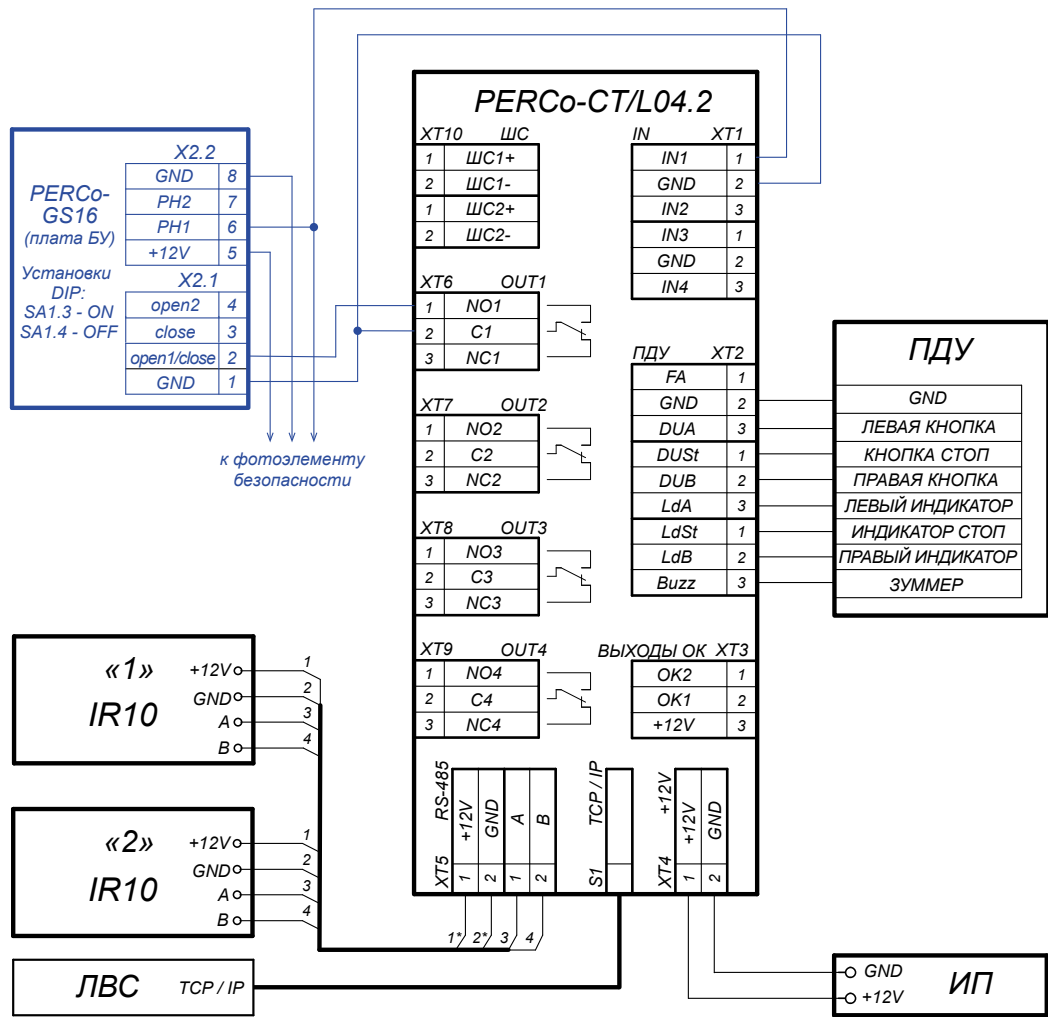 PERCo-CT/L04.2
XT10 ШС
1 ШС1+
2 ШС1-
1 ШС2+
2 ШС2-
IN XT1
IN1 1
GND 2
IN2 3
IN3 1
GND 2
IN4 3
PERCo-
GS16
(плата БУ)
Установки
DIP:
SA1.3 - ON
SA1.4 - OFF
X2.2
GND 8
PH2 7
PH1 6
+12V 5
X2.1
open2 4
close 3
open1/close 2
GND 1
к фотоэлементу
безопасности
XT6 OUT1
1 NO1
2 C1
3 NC1
XT7 OUT2
1 NO2
2 C2
3 NC2
XT8 OUT3
1 NO3
2 C3
3 NC3
XT9 OUT4
1 NO4
2 C4
3 NC4
ПДУ XT2
FA 1
GND 2
DUA 3
DUSt 1
DUB 2
LdA 3
LdSt 1
LdB 2
Buzz 3
ПДУ
GND
ЛЕВАЯ КНОПКА
КНОПКА СТОП
ПРАВАЯ КНОПКА
ЛЕВЫЙ ИНДИКАТОР
ИНДИКАТОР СТОП
ПРАВЫЙ ИНДИКАТОР
ЗУММЕР
ВЫХОДЫ ОК XT3
OK2 1
OK1 2
+12V 3
«1»
IR10
+12V 1
GND 2
A 3
B 4
«2»
IR10
+12V 1
GND 2
A 3
B 4
XT5 RS-485
1 +12V
2 GND
1 A
2 B
S1 TCP / IP
XT4 +12V
1 +12V
2 GND
1* 2* 3 4
ЛВС TCP / IP
GND
+12V
ИП